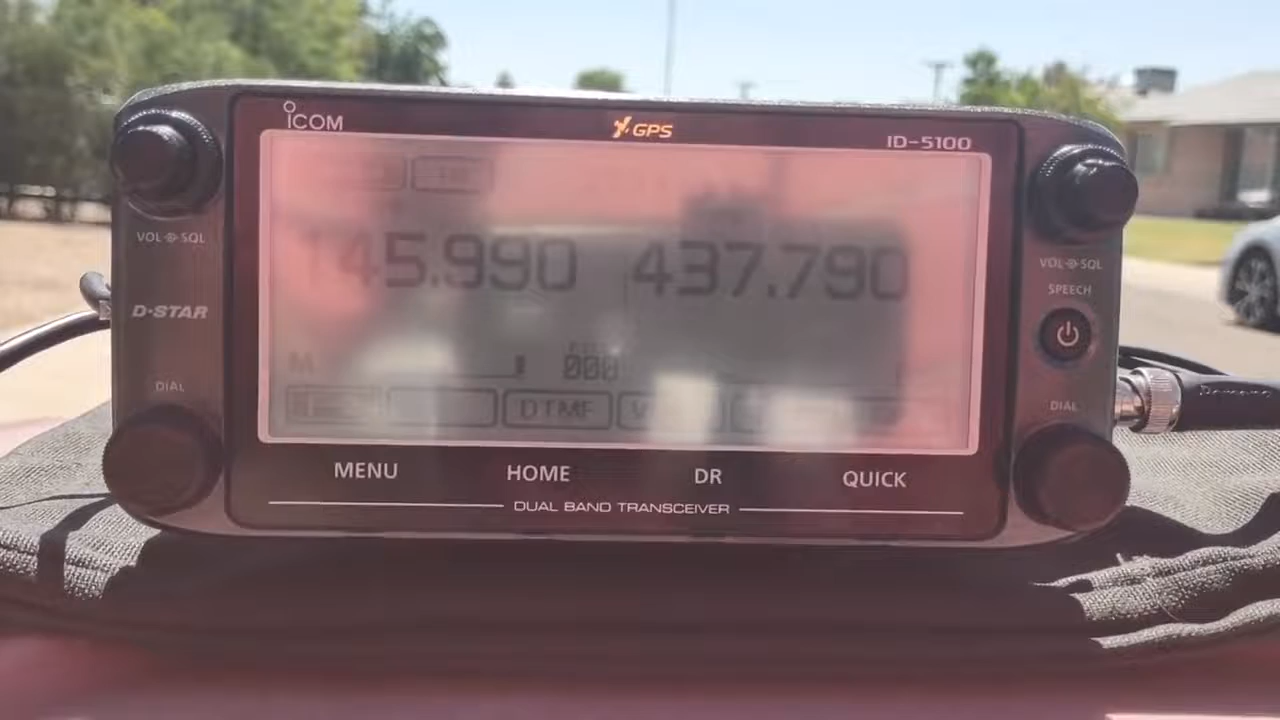 ICOM
GPS
ID-5100
VOL SQL
VOL SQL
SPEECH
145.990 437.790
D-STAR
M
000
DIAL
DIAL
DTMF
MENU HOME DR QUICK
DUAL BAND TRANSCEIVER